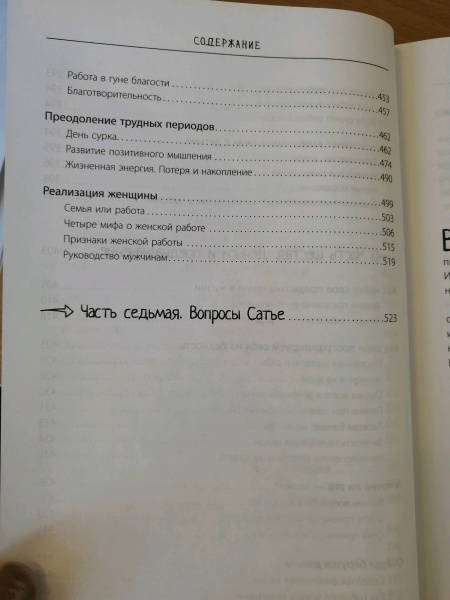 СОДЕРЖАНИЕ
Работа в гуне благости 453
Благотворительность 457
Преодоление трудных периодов 462
День сурка 462
Развитие позитивного мышления 474
Жизненная энергия. Потеря и накопление 490
Реализация женщины 499
Семья или работа 503
Четыре мифа о женской работе 506
Признаки женской работы 515
Руководство мужчинам 519
Часть седьмая. Вопросы Сатье 523